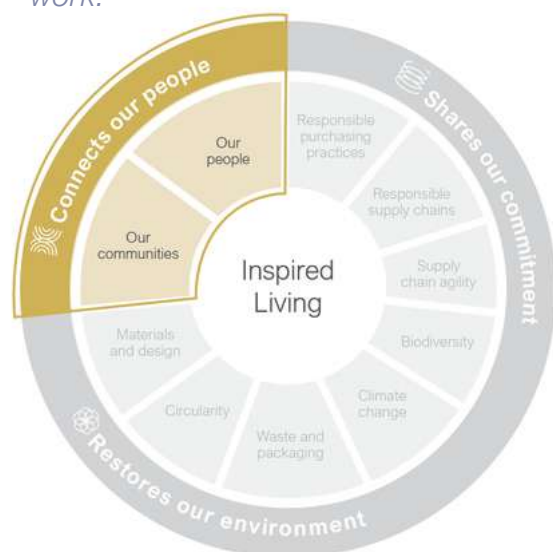 work.
Connects our people
Our
people
Our
communities
Shares our commitment
Responsible
purchasing
practices
Responsible
supply chains
Supply
chain agility
Biodiversity
Climate
change
Waste and
packaging
Circularity
Materials
and design
Restores our environment
Inspired
Living